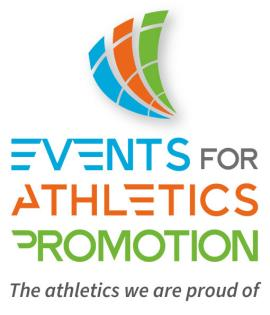 EVENTS FOR
ATHLETICS
PROMOTION
The athletics we are proud of